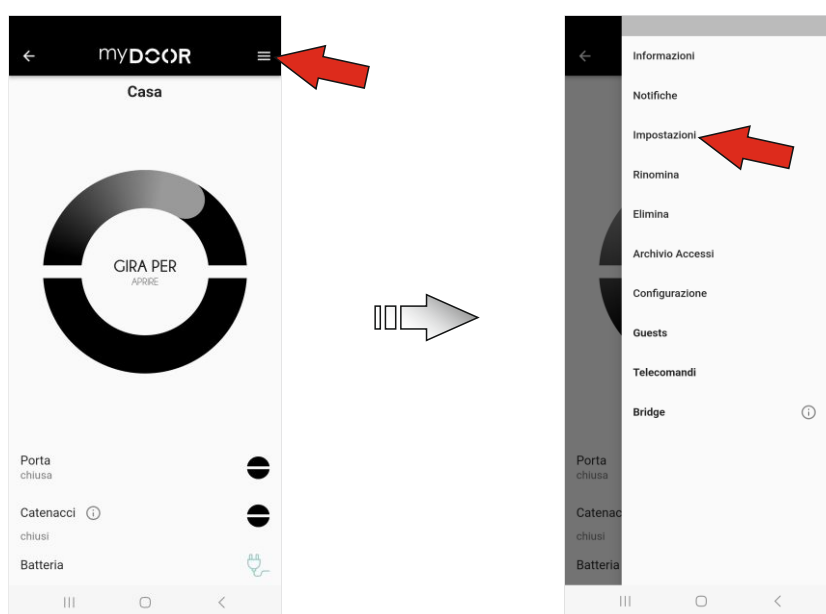 myDOOR
Casa
GIRA PER
APRIRE
Porta
chiusa
Catenacci
chiusi
Batteria
Informazioni
Notifiche
Impostazioni
Rinomina
Elimina
Archivio Accessi
Configurazione
Guests
Telecomandi
Bridge
Porta
chiusa
Catenac
chiusi
Batteria